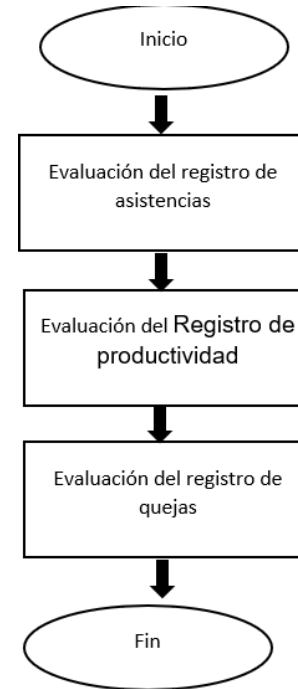 Inicio
Evaluación del registro de
asistencias
Evaluación del Registro de
productividad
Evaluación del registro de
quejas
Fin